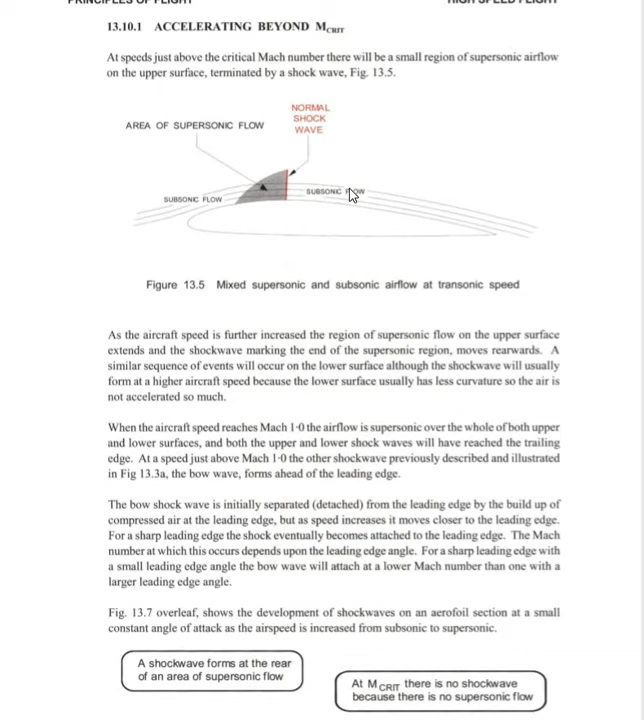 PRINCIPLES OF FLIGHT
HIGH SPEED FLIGHT
13.10.1 ACCELERATING BEYOND MCRIT
At speeds just above the critical Mach number there will be a small region of supersonic airflow
on the upper surface, terminated by a shock wave, Fig. 13.5.
NORMAL
SHOCK
WAVE
AREA OF SUPERSONIC FLOW
SUBSONIC FLOW
SUBSONIC FLOW
Figure 13.5 Mixed supersonic and subsonic airflow at transonic speed
As the aircraft speed is further increased the region of supersonic flow on the upper surface
extends and the shockwave marking the end of the supersonic region, moves rearwards. A
similar sequence of events will occur on the lower surface although the shockwave will usually
form at a higher aircraft speed because the lower surface usually has less curvature so the air is
not accelerated so much.
When the aircraft speed reaches Mach 1·0 the airflow is supersonic over the whole of both upper
and lower surfaces, and both the upper and lower shock waves will have reached the trailing
edge. At a speed just above Mach 1·0 the other shockwave previously described and illustrated
in Fig 13.3a, the bow wave, forms ahead of the leading edge.
The bow shock wave is initially separated (detached) from the leading edge by the build up of
compressed air at the leading edge, but as speed increases it moves closer to the leading edge.
For a sharp leading edge the shock eventually becomes attached to the leading edge. The Mach
number at which this occurs depends upon the leading edge angle. For a sharp leading edge with
a small leading edge angle the bow wave will attach at a lower Mach number than one with a
larger leading edge angle.
Fig. 13.7 overleaf, shows the development of shockwaves on an aerofoil section at a small
constant angle of attack as the airspeed is increased from subsonic to supersonic.
A shockwave forms at the rear
of an area of supersonic flow
At MCRIT there is no shockwave
because there is no supersonic flow